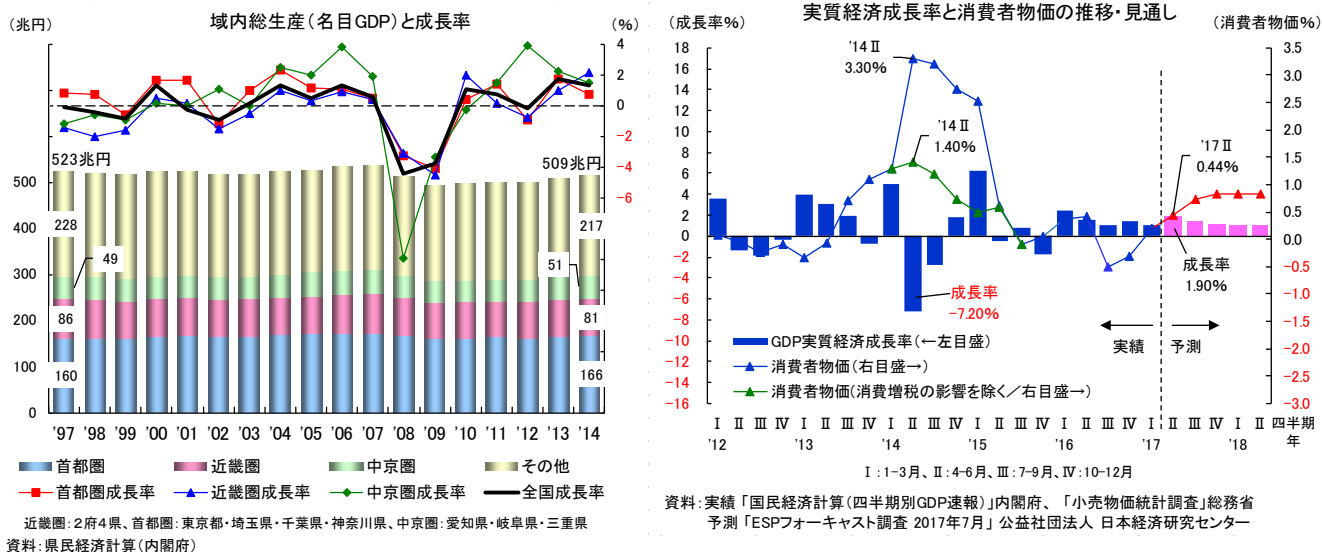 域内総生産(名目GDP)と成長率
(兆円)
(%)
4
2
0
-2
-4
-6
523兆円
509兆円
500
400
300
200
100
0
228
49
86
160
217
51
81
166
'97 '98 '99 '00 '01 '02 '03 '04 '05 '06 '07 '08 '09 '10 '11 '12 '13 '14
首都圏 近畿圏 中京圏 その他
首都圏成長率 近畿圏成長率 中京圏成長率 全国成長率
近畿圏:2府4県、首都圏:東京都・埼玉県・千葉県・神奈川県、中京圏:愛知県・岐阜県・三重県
資料:県民経済計算(内閣府)
実質経済成長率と消費者物価の推移・見通し
(成長率%)
(消費者物価%)
18
16
14
12
10
8
6
4
2
0
-2
-4
-6
-8
-10
-12
-14
-16
3.5
3.0
2.5
2.0
1.5
1.0
0.5
0.0
-0.5
-1.0
-1.5
-2.0
-2.5
-3.0
'14Ⅱ
3.30%
'14Ⅱ
1.40%
'17Ⅱ
0.44%
成長率
-7.20%
成長率
1.90%
実績 予測
GDP実質経済成長率(←左目盛)
消費者物価(右目盛→)
消費者物価(消費増税の影響を除く/右目盛→)
Ⅰ Ⅱ Ⅲ Ⅳ Ⅰ Ⅱ Ⅲ Ⅳ Ⅰ Ⅱ Ⅲ Ⅳ Ⅰ Ⅱ Ⅲ Ⅳ Ⅰ Ⅱ Ⅲ Ⅳ Ⅰ Ⅱ Ⅲ Ⅳ Ⅰ Ⅱ 四半期
'12 '13 '14 '15 '16 '17 '18 年
Ⅰ:1-3月、Ⅱ:4-6月、Ⅲ:7-9月、Ⅳ:10-12月
資料:実績「国民経済計算(四半期別GDP速報)」内閣府、「小売物価統計調査」総務省
予測「ESPフォーキャスト調査 2017年7月」公益社団法人 日本経済研究センター